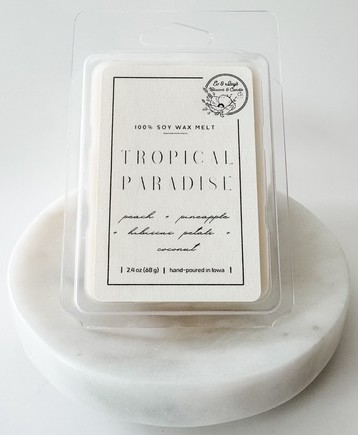 100% SOY WAX MELT
TROPICAL
PARADISE
peach + pineapple
+ hibiscus petals +
coconut
| 2.4 oz (68 g) | hand-poured in Iowa |